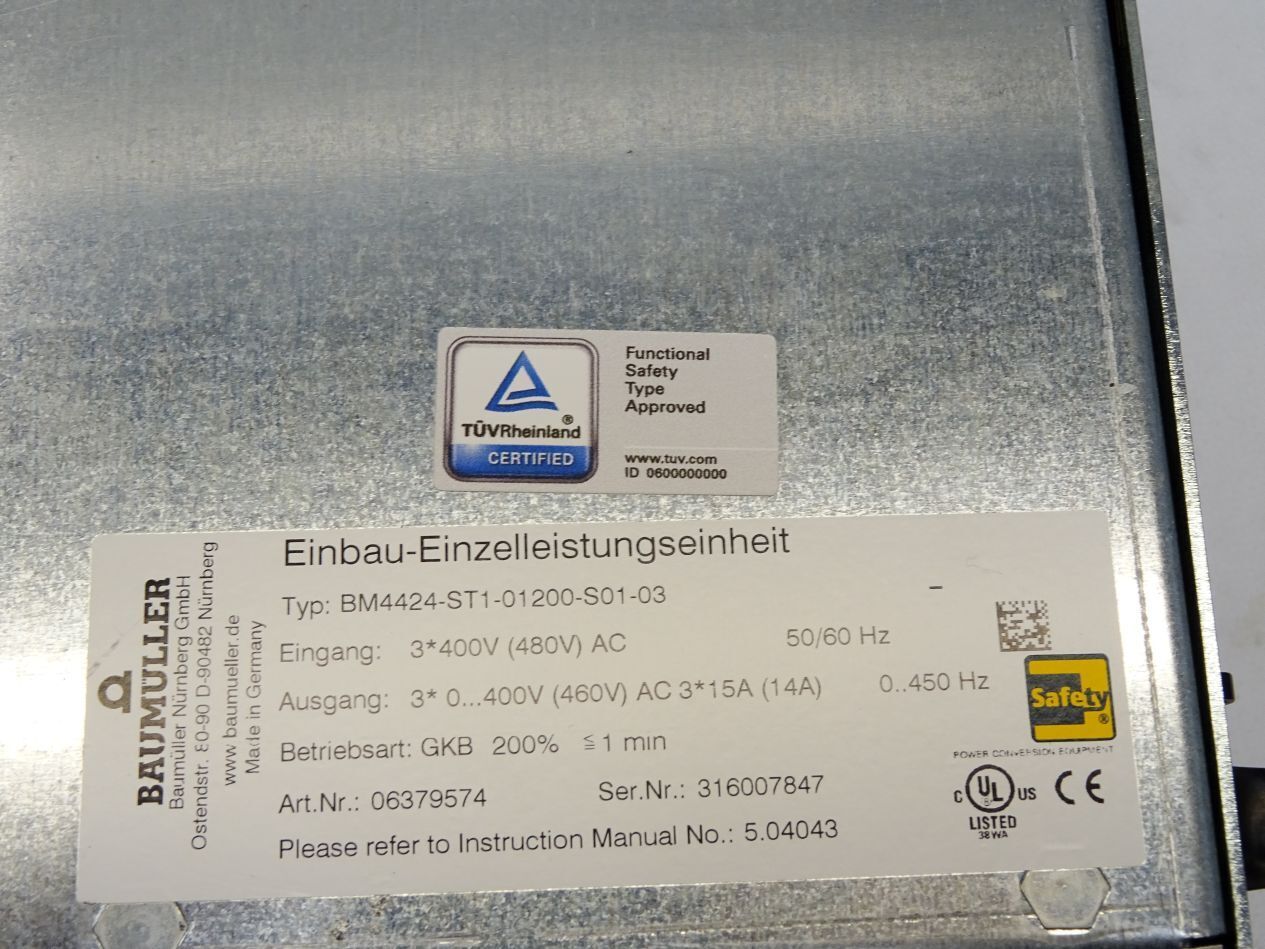 Functional
Safety
Type
Approved
TÜVRheinland®
CERTIFIED
www.tuv.com
ID 0600000000
BAUMÜLLER
Baumüller Nürnberg GmbH
Ostendstr. 80-90 D-90482 Nürnberg
www.baumueller.de
Made in Germany
Einbau-Einzelleistungseinheit
Typ: BM4424-ST1-01200-S01-03 –
Eingang: 3*400V (480V) AC 50/60 Hz
Ausgang: 3* 0...400V (460V) AC 3*15A (14A) 0..450 Hz
Betriebsart: GKB 200% ≦ 1 min
Art.Nr.: 06379574 Ser.Nr.: 316007847
Please refer to Instruction Manual No.: 5.04043
Safety®
POWER CONVERSION EQUIPMENT
C UL US CE
LISTED
38WA